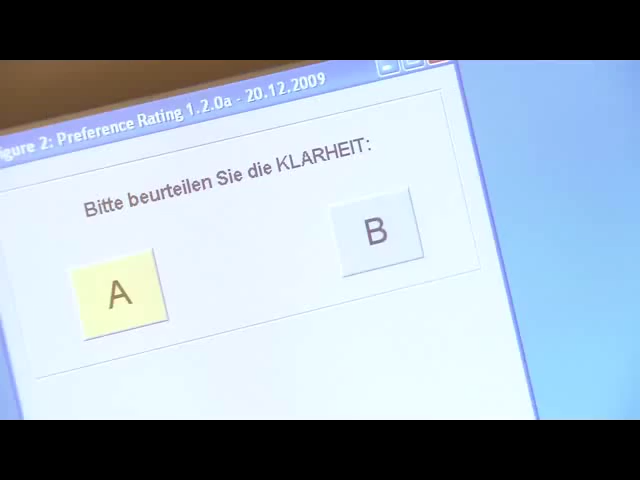 igure 2: Preference Rating 1.2.0a - 20.12.2009
Bitte beurteilen Sie die KLARHEIT:
A
B